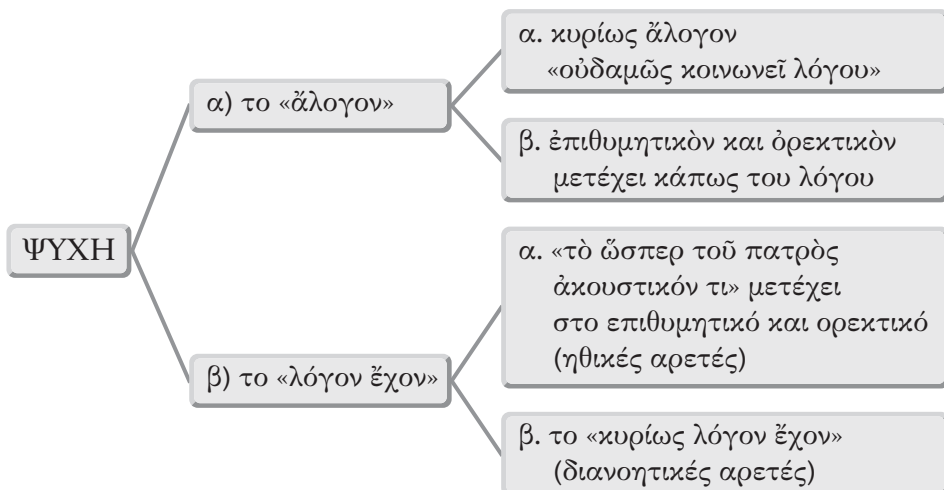 ΨΥΧΗ
α) το «ἄλογον»
α. κυρίως ἄλογον
«οὐδαμῶς κοινωνεῖ λόγου»
β. ἐπιθυμητικὸν και ὀρεκτικὸν
μετέχει κάπως του λόγου
β) το «λόγον ἔχον»
α. «τὸ ὥσπερ τοῦ πατρὸς
ἀκουστικόν τι» μετέχει
στο επιθυμητικό και ορεκτικό
(ηθικές αρετές)
β. το «κυρίως λόγον ἔχον»
(διανοητικές αρετές)